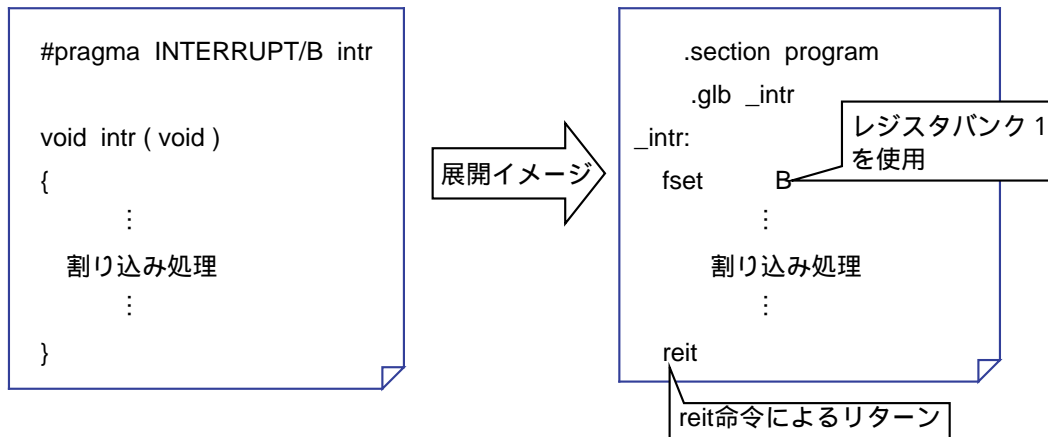 #pragma INTERRUPT/B intr
void intr ( void )
{
⋮
割り込み処理
⋮
}
展開イメージ
.section program
.glb _intr
_intr:
fset B
レジスタバンク１
を使用
⋮
割り込み処理
⋮
reit
reit命令によるリターン